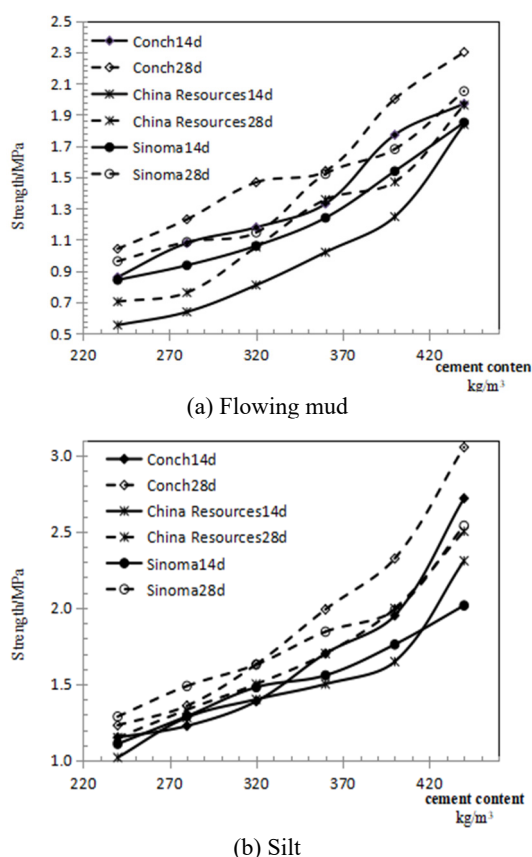 2.5
2.3
2.1
1.9
1.7
1.5
1.3
1.1
0.9
0.7
0.5
Strength/MPa
Conch14d
Conch28d
China Resources14d
China Resources28d
Sinoma14d
Sinoma28d
220 270 320 370 420
cement conten
kg/m³
(a) Flowing mud
3.0
2.5
2.0
1.5
1.0
Strength/MPa
Conch14d
Conch28d
China Resources14d
China Resources28d
Sinoma14d
Sinoma28d
220 270 320 370 420
cement content
kg/m³
(b) Silt